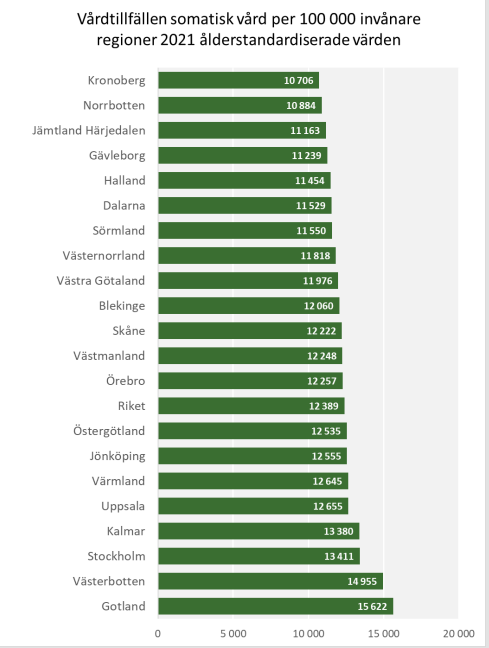 Vårdtillfällen somatisk vård per 100 000 invånare
regioner 2021 ålderstandardiserade värden
Kronoberg 10 706
Norrbotten 10 884
Jämtland Härjedalen 11 163
Gävleborg 11 239
Halland 11 454
Dalarna 11 529
Sörmland 11 550
Västernorrland 11 818
Västra Götaland 11 976
Blekinge 12 060
Skåne 12 222
Västmanland 12 248
Örebro 12 257
Riket 12 389
Östergötland 12 535
Jönköping 12 555
Värmland 12 645
Uppsala 12 655
Kalmar 13 380
Stockholm 13 411
Västerbotten 14 955
Gotland 15 622
0 5 000 10 000 15 000 20 000